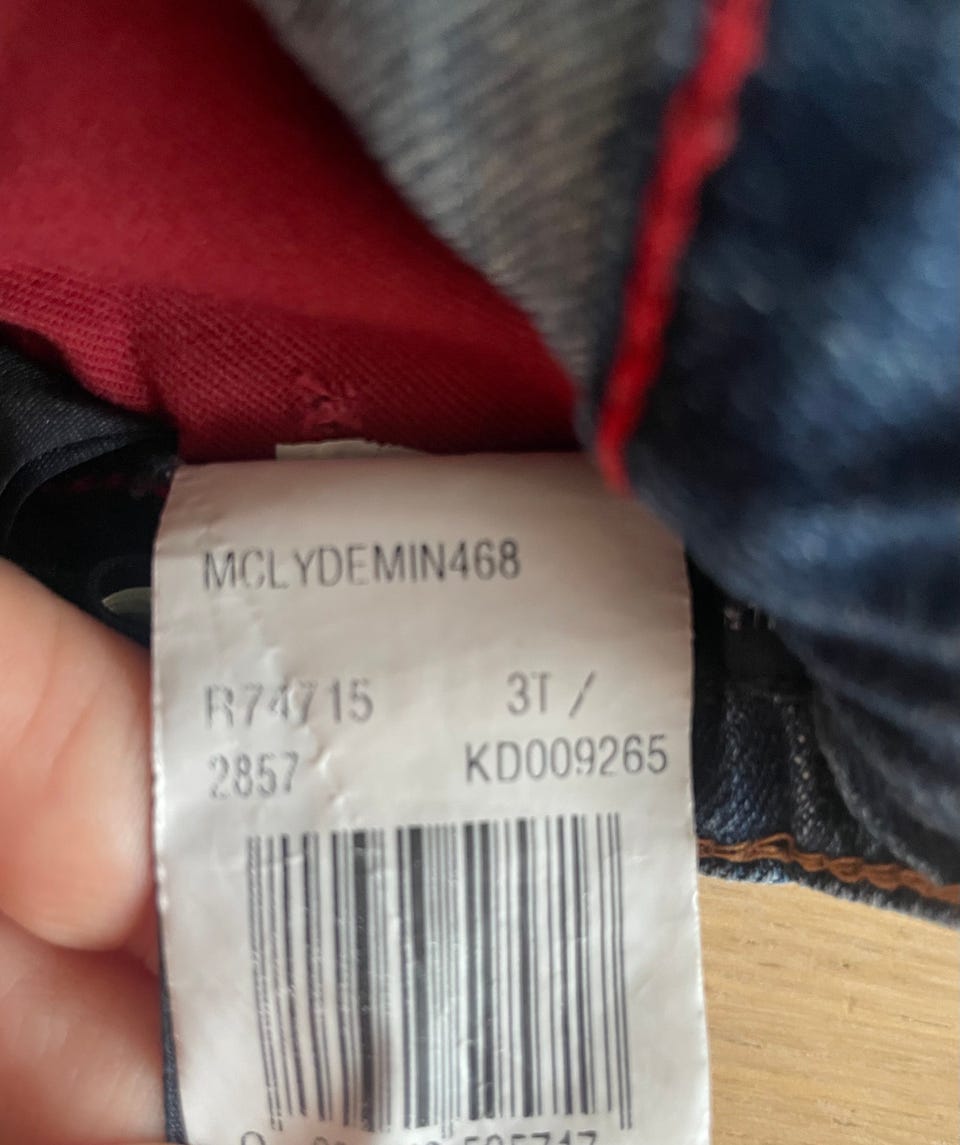 MCLYDEMIN468
R74715 3T /
2857 KD009265